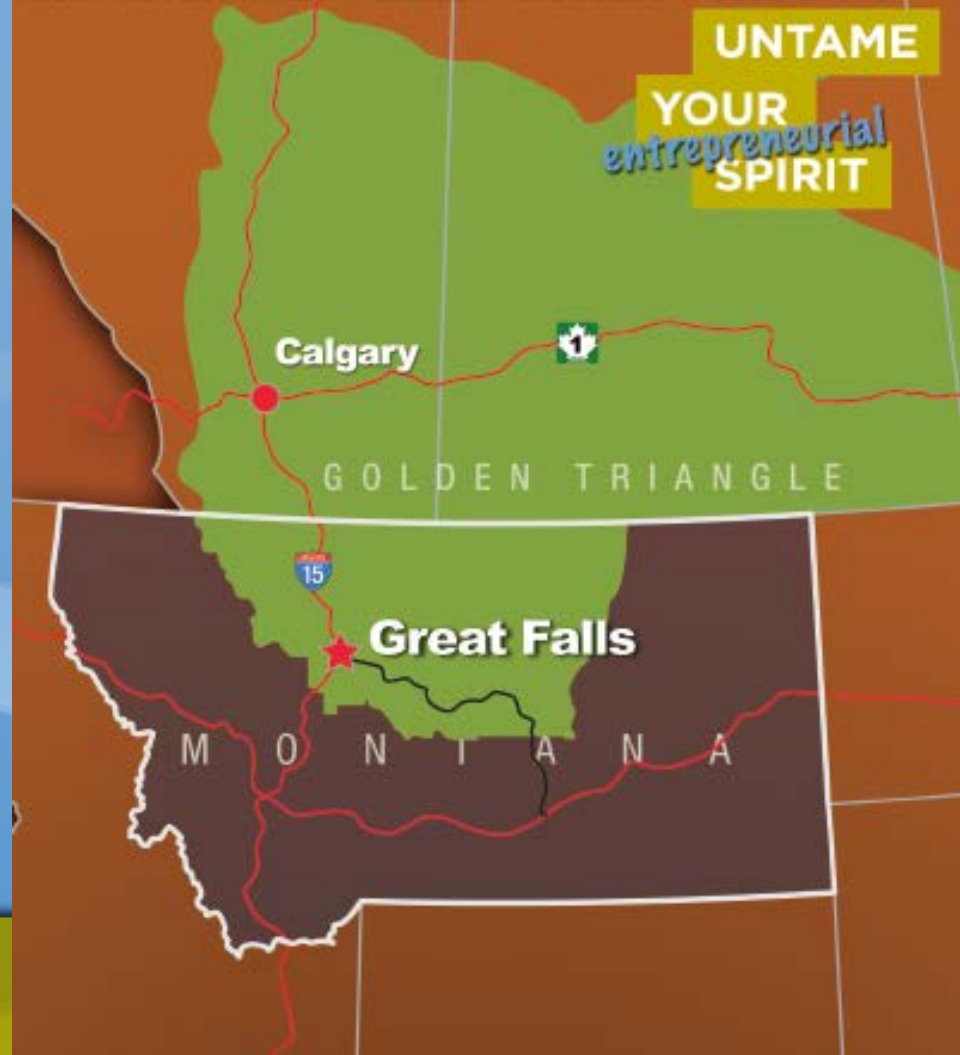 UNTAME
YOUR
entrepreneurial
SPIRIT
Calgary
1
GOLDEN TRIANGLE
15
Great Falls
MONTANA